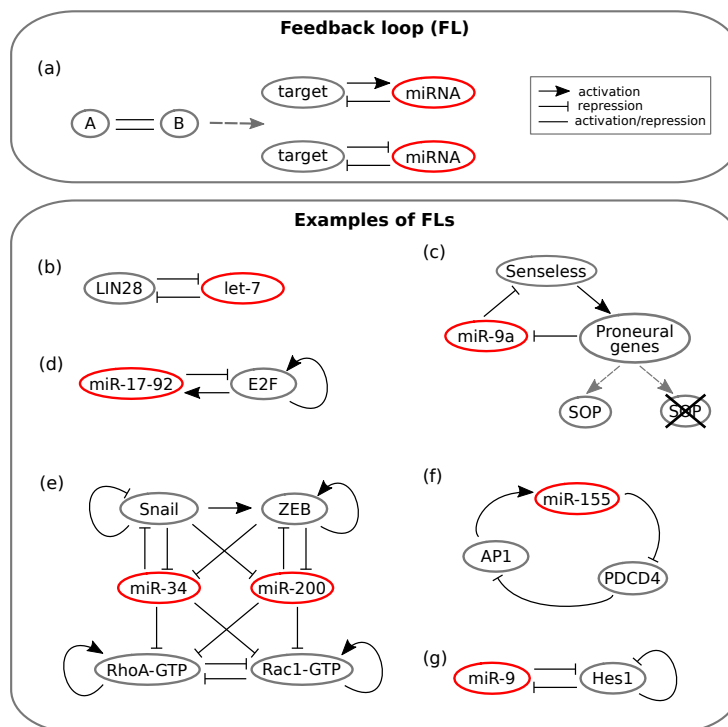 Feedback loop (FL)
(a)
A
B
target
miRNA
target
miRNA
activation
repression
activation/repression
Examples of FLs
(b)
LIN28
let-7
(c)
Senseless
miR-9a
Proneural
genes
SOP
SOP
(d)
miR-17-92
E2F
(e)
Snail
ZEB
miR-34
miR-200
RhoA-GTP
Rac1-GTP
(f)
miR-155
AP1
PDCD4
(g)
miR-9
Hes1